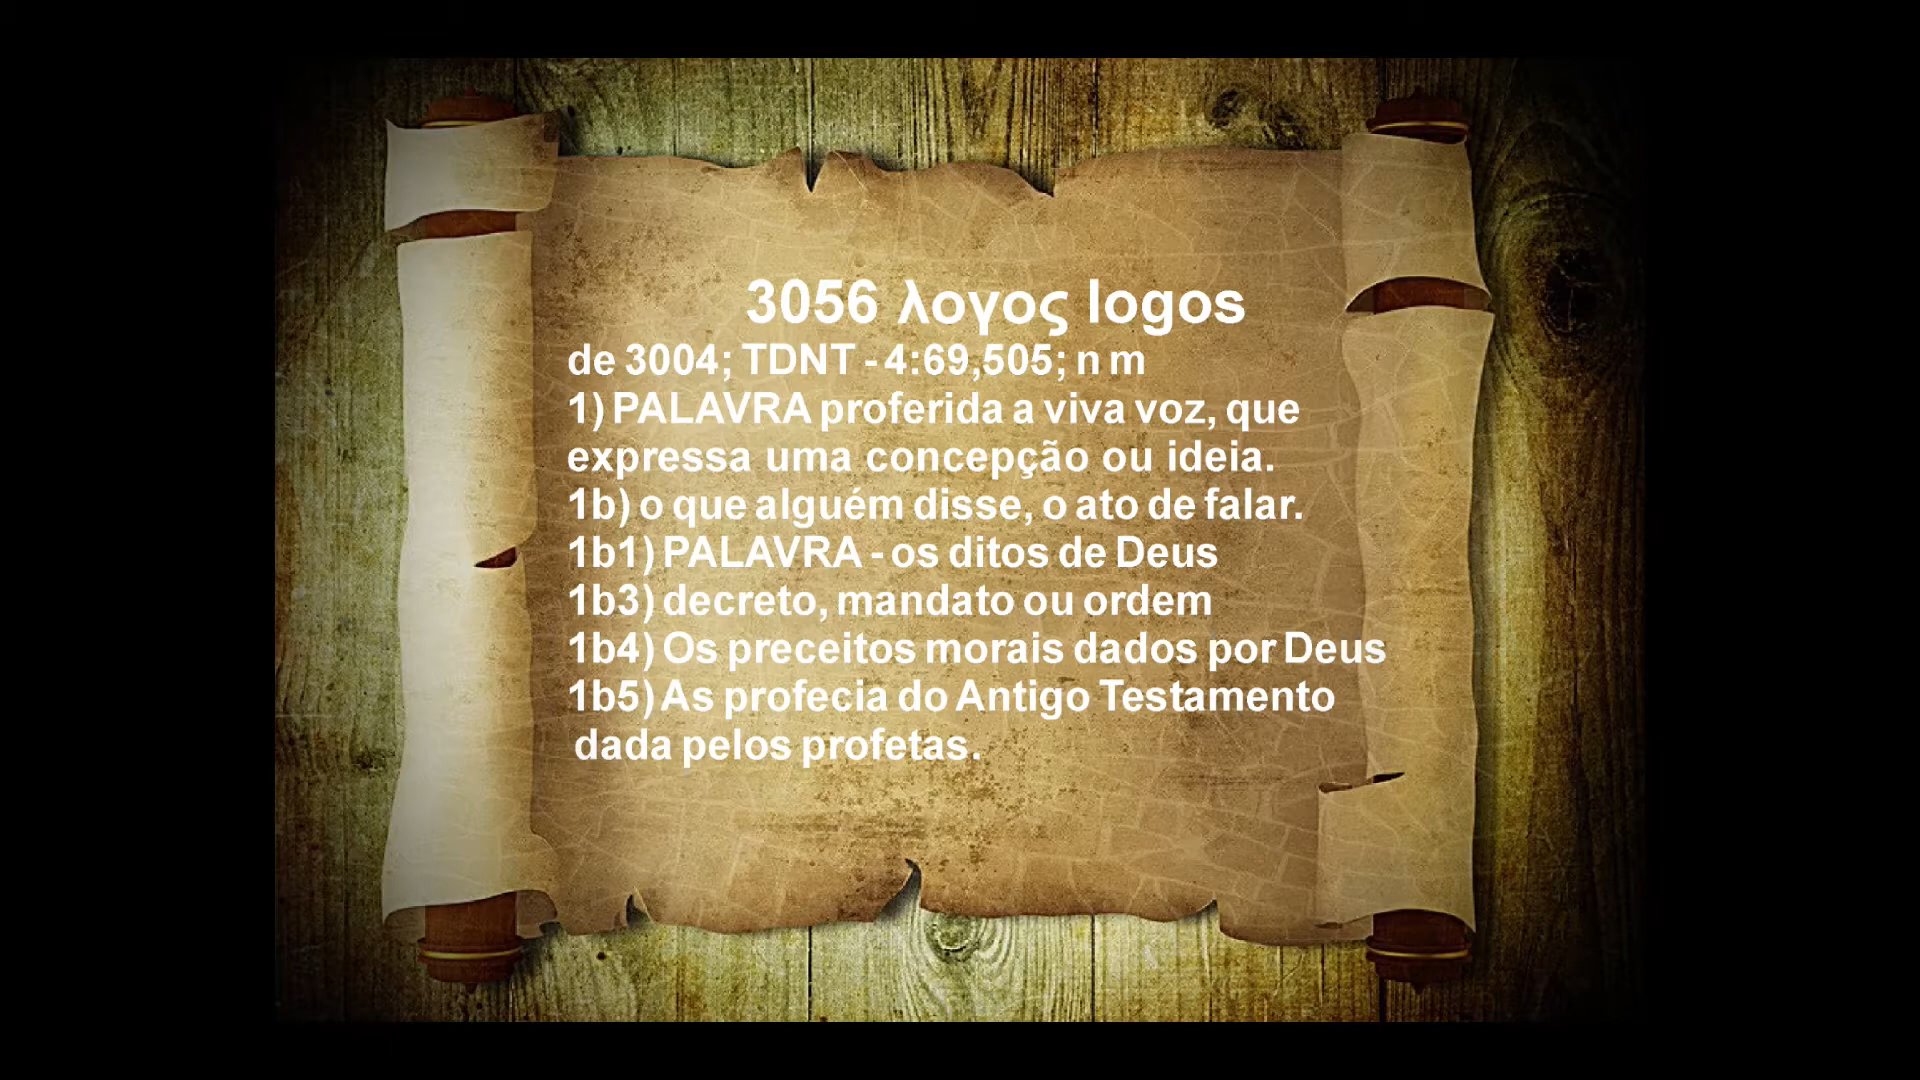 3056 λογος logos
de 3004; TDNT - 4:69,505; n m
1) PALAVRA proferida a viva voz, que
expressa uma concepção ou ideia.
1b) o que alguém disse, o ato de falar.
1b1) PALAVRA - os ditos de Deus
1b3) decreto, mandato ou ordem
1b4) Os preceitos morais dados por Deus
1b5) As profecia do Antigo Testamento
dada pelos profetas.